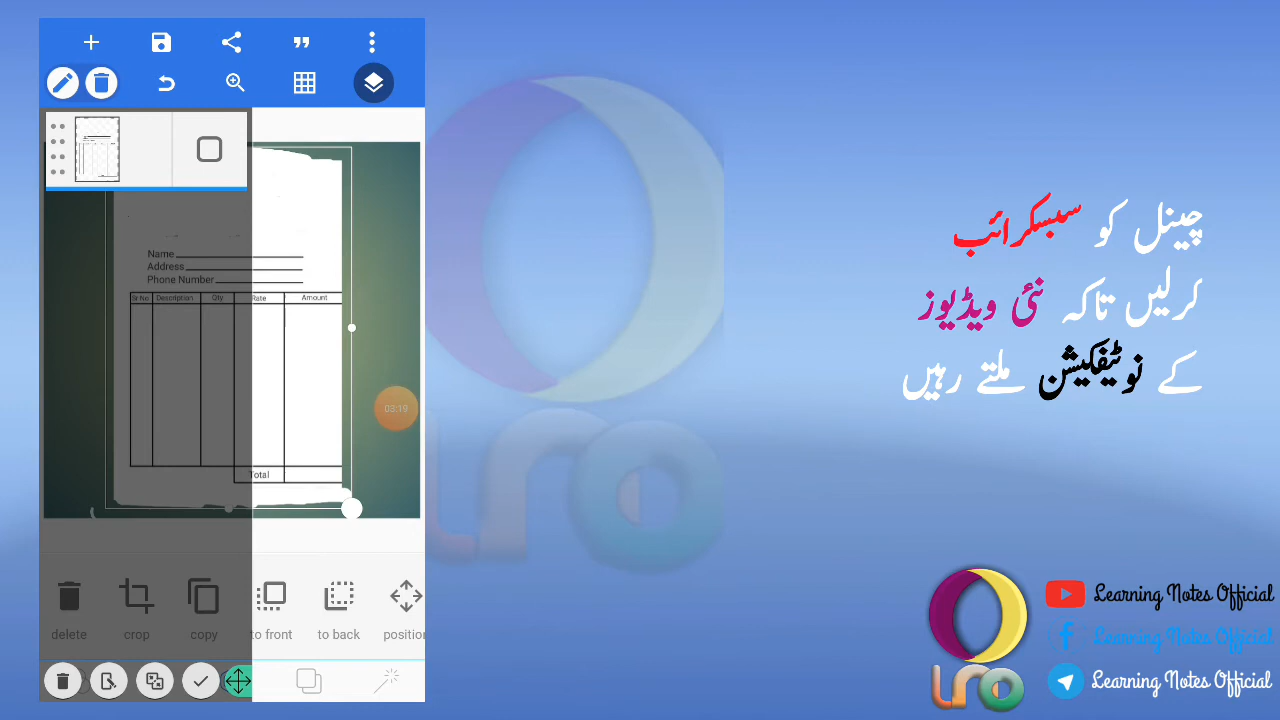 چینل کو سبسکرائب
کرلیں تاکہ نئی ویڈیوز
کے نوٹیفکیشن ملتے رہیں
Name
Address
Phone Number
Sr No Description Qty Rate Amount
Total
03:19
delete crop copy to front to back position
Learning Notes Official
Learning Notes Official
Learning Notes Official